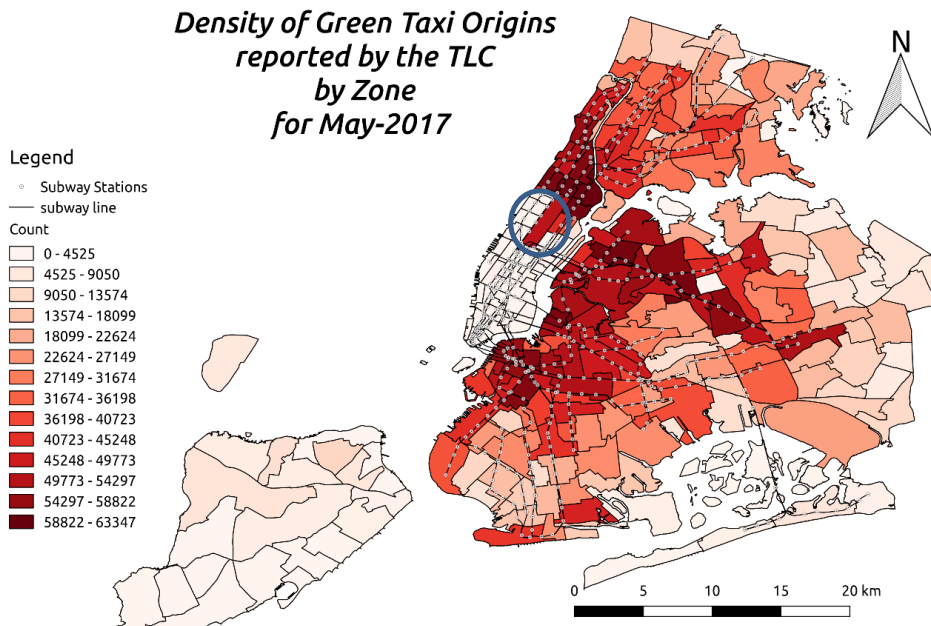 Density of Green Taxi Origins
reported by the TLC
by Zone
for May-2017
N
Legend
Subway Stations
subway line
Count
0 - 4525
4525 - 9050
9050 - 13574
13574 - 18099
18099 - 22624
22624 - 27149
27149 - 31674
31674 - 36198
36198 - 40723
40723 - 45248
45248 - 49773
49773 - 54297
54297 - 58822
58822 - 63347
0 5 10 15 20 km